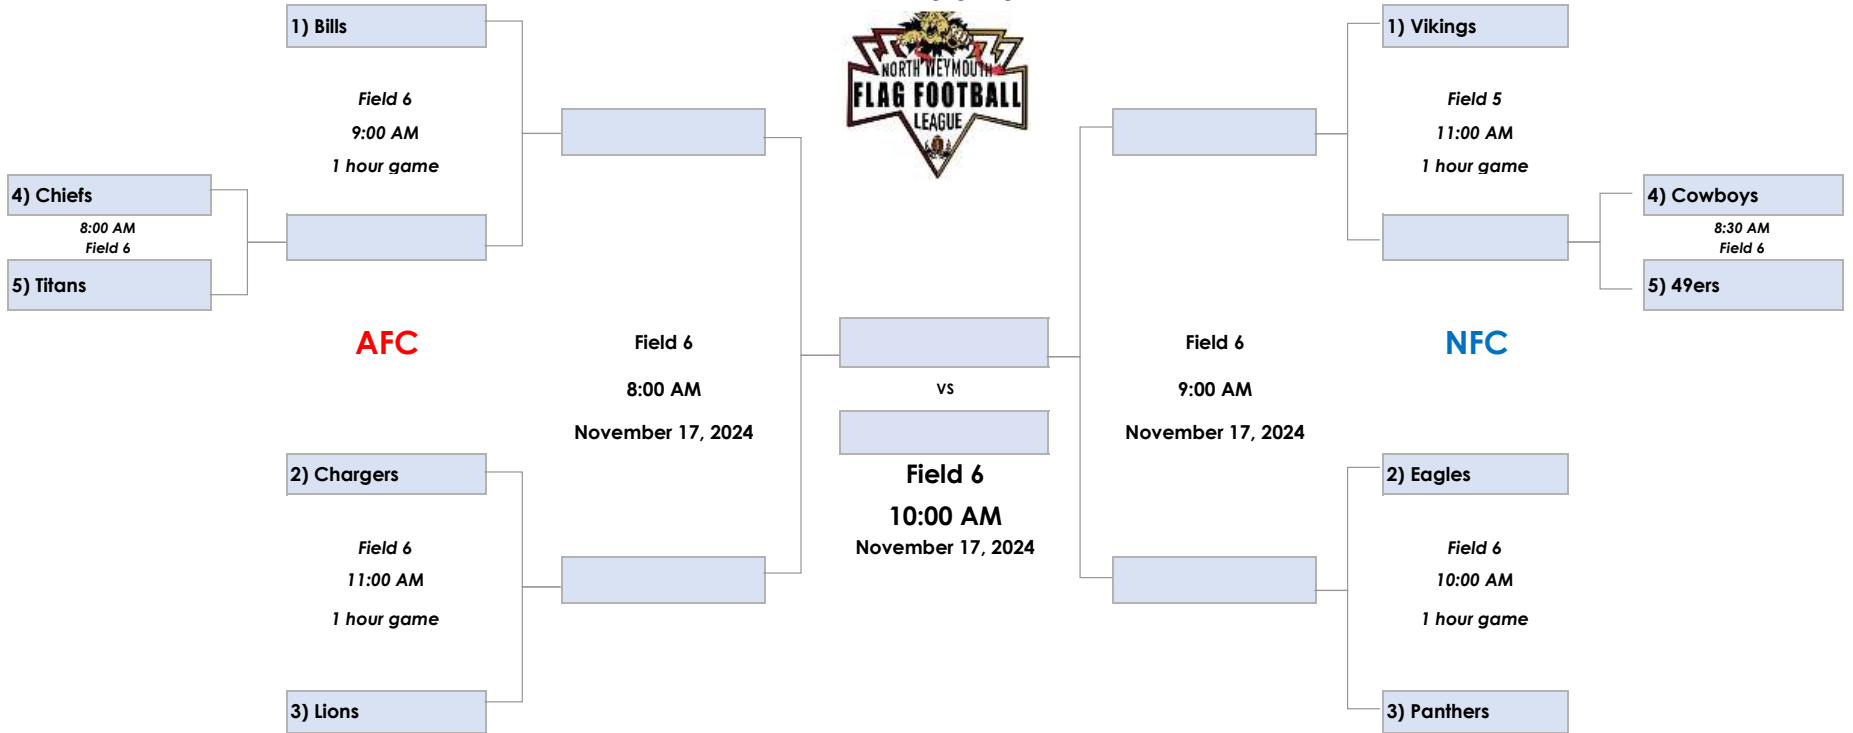 1) Bills
Field 6
9:00 AM
1 hour game
4) Chiefs
8:00 AM
Field 6
5) Titans
AFC
2) Chargers
Field 6
11:00 AM
1 hour game
3) Lions
Field 6
8:00 AM
November 17, 2024
NORTH WEYMOUTH
FLAG FOOTBALL
LEAGUE
VS
Field 6
10:00 AM
November 17, 2024
Field 6
9:00 AM
November 17, 2024
1) Vikings
Field 5
11:00 AM
1 hour game
4) Cowboys
8:30 AM
Field 6
5) 49ers
NFC
2) Eagles
Field 6
10:00 AM
1 hour game
3) Panthers